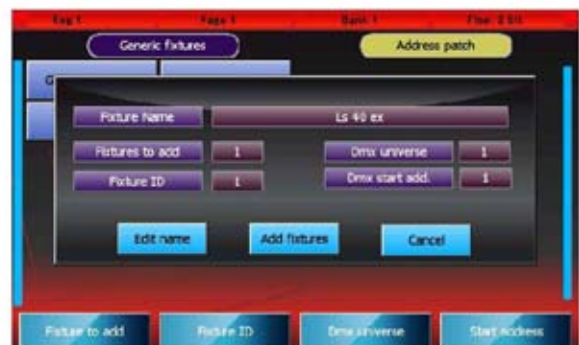 Page 1
Bank 1
Generic fixtures
Address patch
Fixture Name
Ls 40 ex
Fixtures to add
1
Dmx universe
1
Fixture ID
1
Dmx start add.
1
Edit name
Add fixtures
Cancel
Fixture to add
Fixture ID
Dmx universe
Start Address